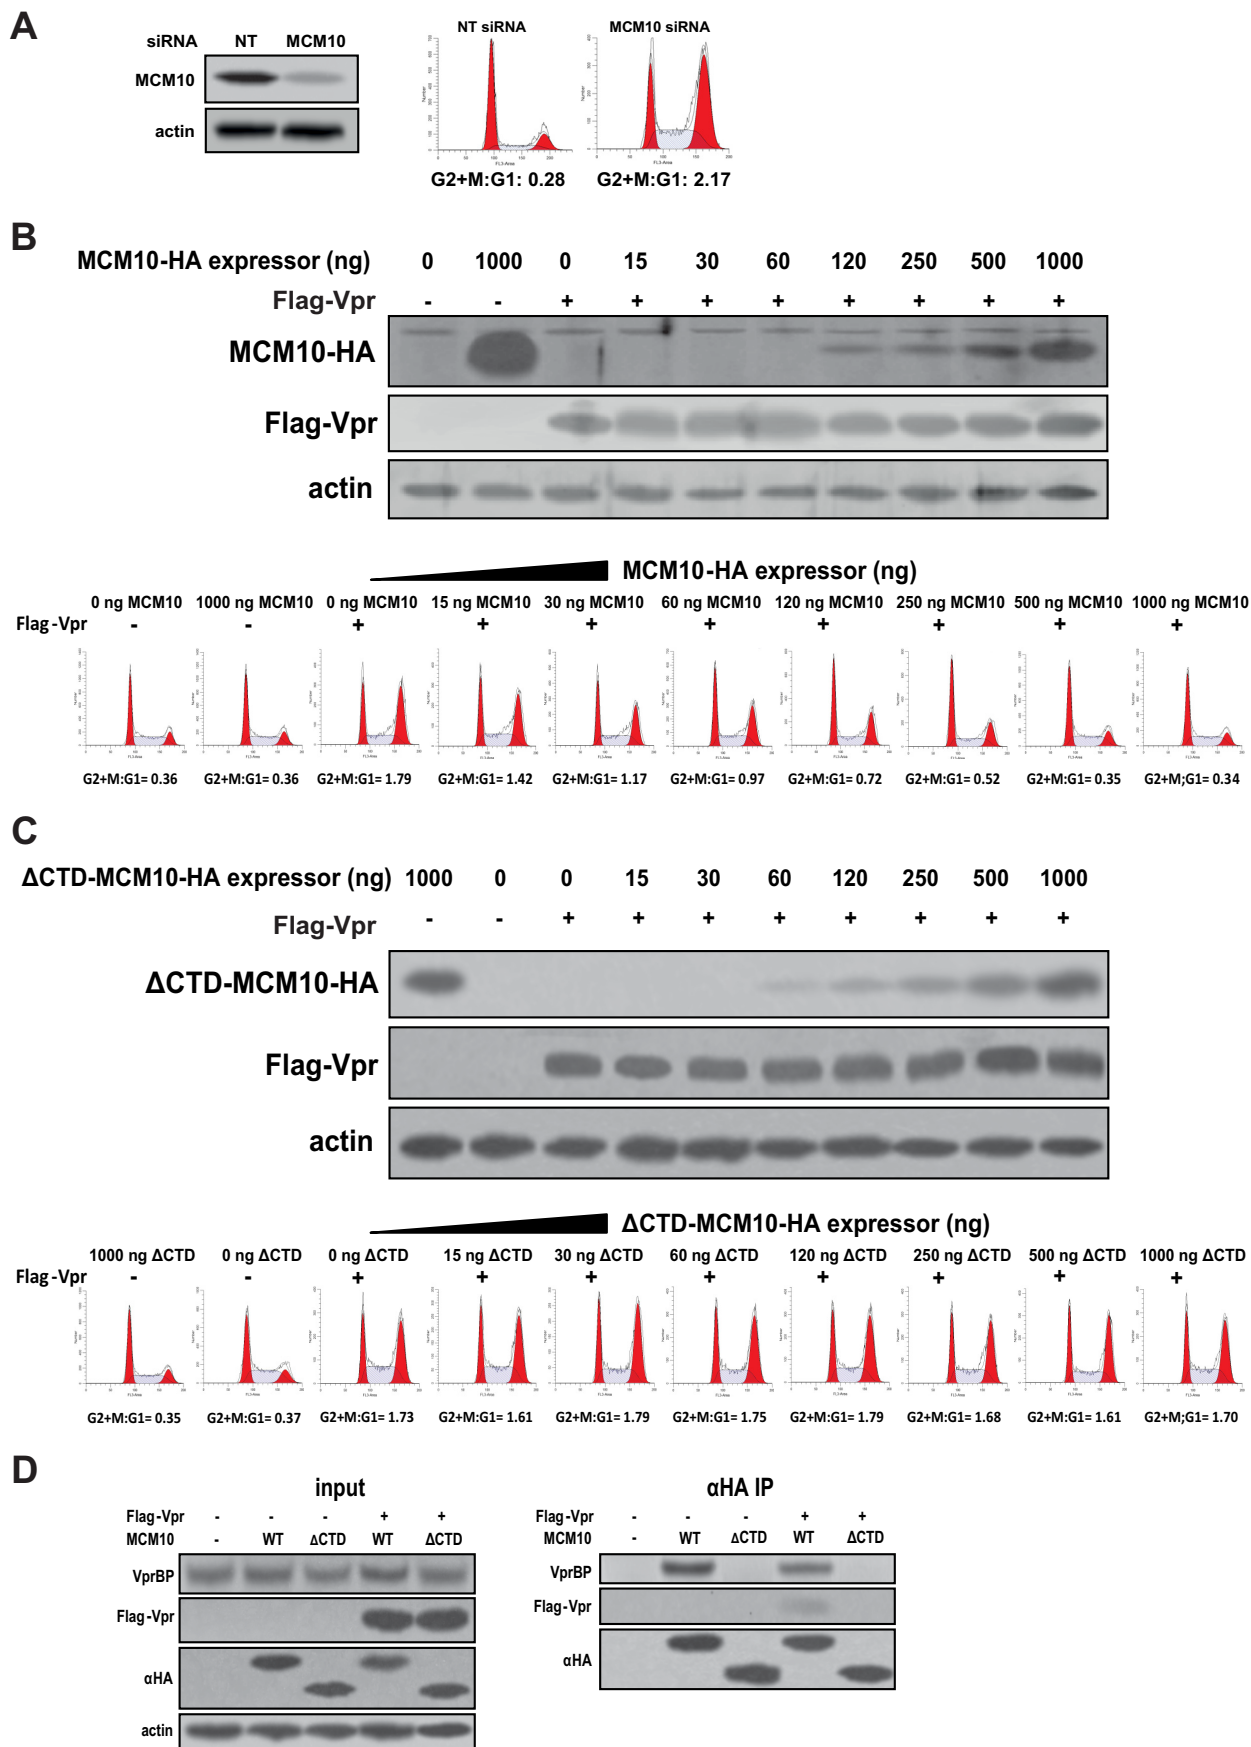 A
siRNA NT MCM10
MCM10
actin
NT siRNA
MCM10 siRNA
Number
Number
FL3-Area
FL3-Area
G2+M:G1: 0.28
G2+M:G1: 2.17
B
MCM10-HA expressor (ng) 0 1000 0 15 30 60 120 250 500 1000
Flag-Vpr - - + + + + + + + +
MCM10-HA
Flag-Vpr
actin
MCM10-HA expressor (ng)
0 ng MCM10 1000 ng MCM10 0 ng MCM10 15 ng MCM10 30 ng MCM10 60 ng MCM10 120 ng MCM10 250 ng MCM10 500 ng MCM10 1000 ng MCM10
Flag-Vpr - - + + + + + + + +
G2+M:G1= 0.36 G2+M:G1= 0.36 G2+M:G1= 1.79 G2+M:G1= 1.42 G2+M:G1= 1.17 G2+M:G1= 0.97 G2+M:G1= 0.72 G2+M:G1= 0.52 G2+M:G1= 0.35 G2+M;G1= 0.34
C
ΔCTD-MCM10-HA expressor (ng) 1000 0 0 15 30 60 120 250 500 1000
Flag-Vpr - - + + + + + + + +
ΔCTD-MCM10-HA
Flag-Vpr
actin
ΔCTD-MCM10-HA expressor (ng)
1000 ng ΔCTD 0 ng ΔCTD 0 ng ΔCTD 15 ng ΔCTD 30 ng ΔCTD 60 ng ΔCTD 120 ng ΔCTD 250 ng ΔCTD 500 ng ΔCTD 1000 ng ΔCTD
Flag-Vpr - - + + + + + + + +
G2+M:G1= 0.35 G2+M:G1= 0.37 G2+M:G1= 1.73 G2+M:G1= 1.61 G2+M:G1= 1.79 G2+M:G1= 1.75 G2+M:G1= 1.79 G2+M:G1= 1.68 G2+M:G1= 1.61 G2+M;G1= 1.70
D
input
Flag-Vpr - - - + +
MCM10 - WT ΔCTD WT ΔCTD
VprBP
Flag-Vpr
αHA
actin
αHA IP
Flag-Vpr - - - + +
MCM10 - WT ΔCTD WT ΔCTD
VprBP
Flag-Vpr
αHA